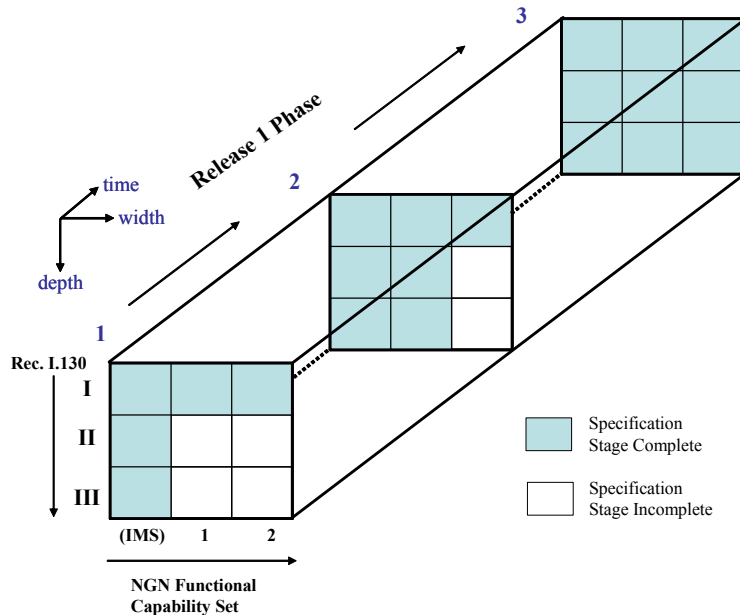 3
Release 1 Phase
2
time
width
depth
1
Rec. I.130
I
II
III
(IMS) 1 2
NGN Functional
Capability Set
Specification
Stage Complete
Specification
Stage Incomplete